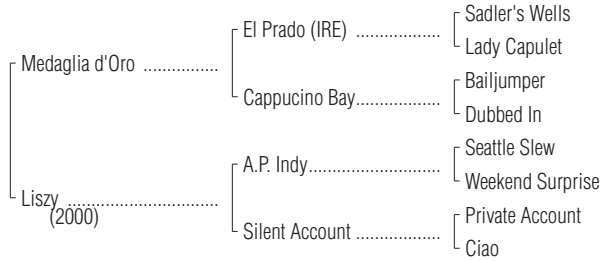 Sadler's Wells
El Prado (IRE) ..................
Lady Capulet
Medaglia d'Oro ................
Bailjumper
Cappucino Bay..................
Dubbed In
Seattle Slew
A.P. Indy............................
Weekend Surprise
Liszy ................................
(2000)
Private Account
Silent Account ..................
Ciao